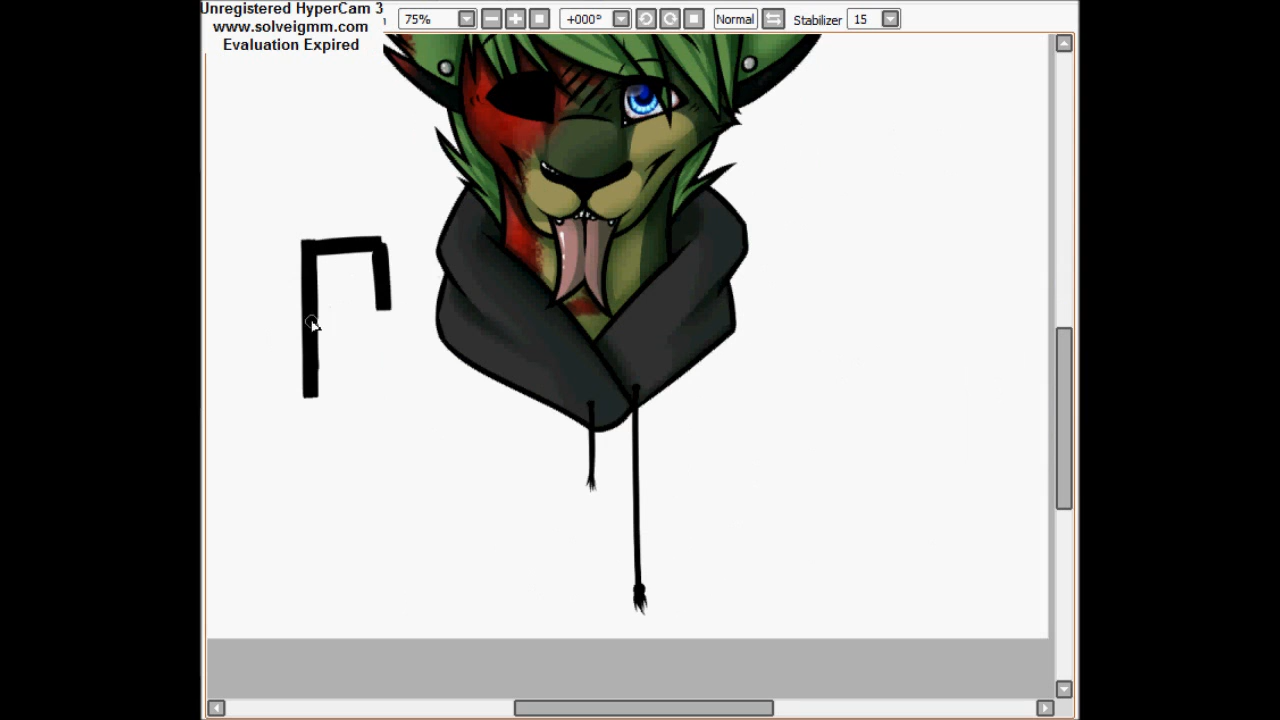 Unregistered HyperCam 3
www.solveigmm.com
Evaluation Expired
75% +000° Normal Stabilizer 15